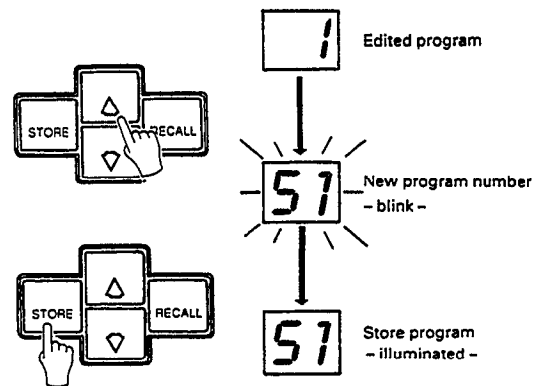 1
Edited program
STORE
RECALL
51
New program number
– blink –
STORE
RECALL
51
Store program
– illuminated –